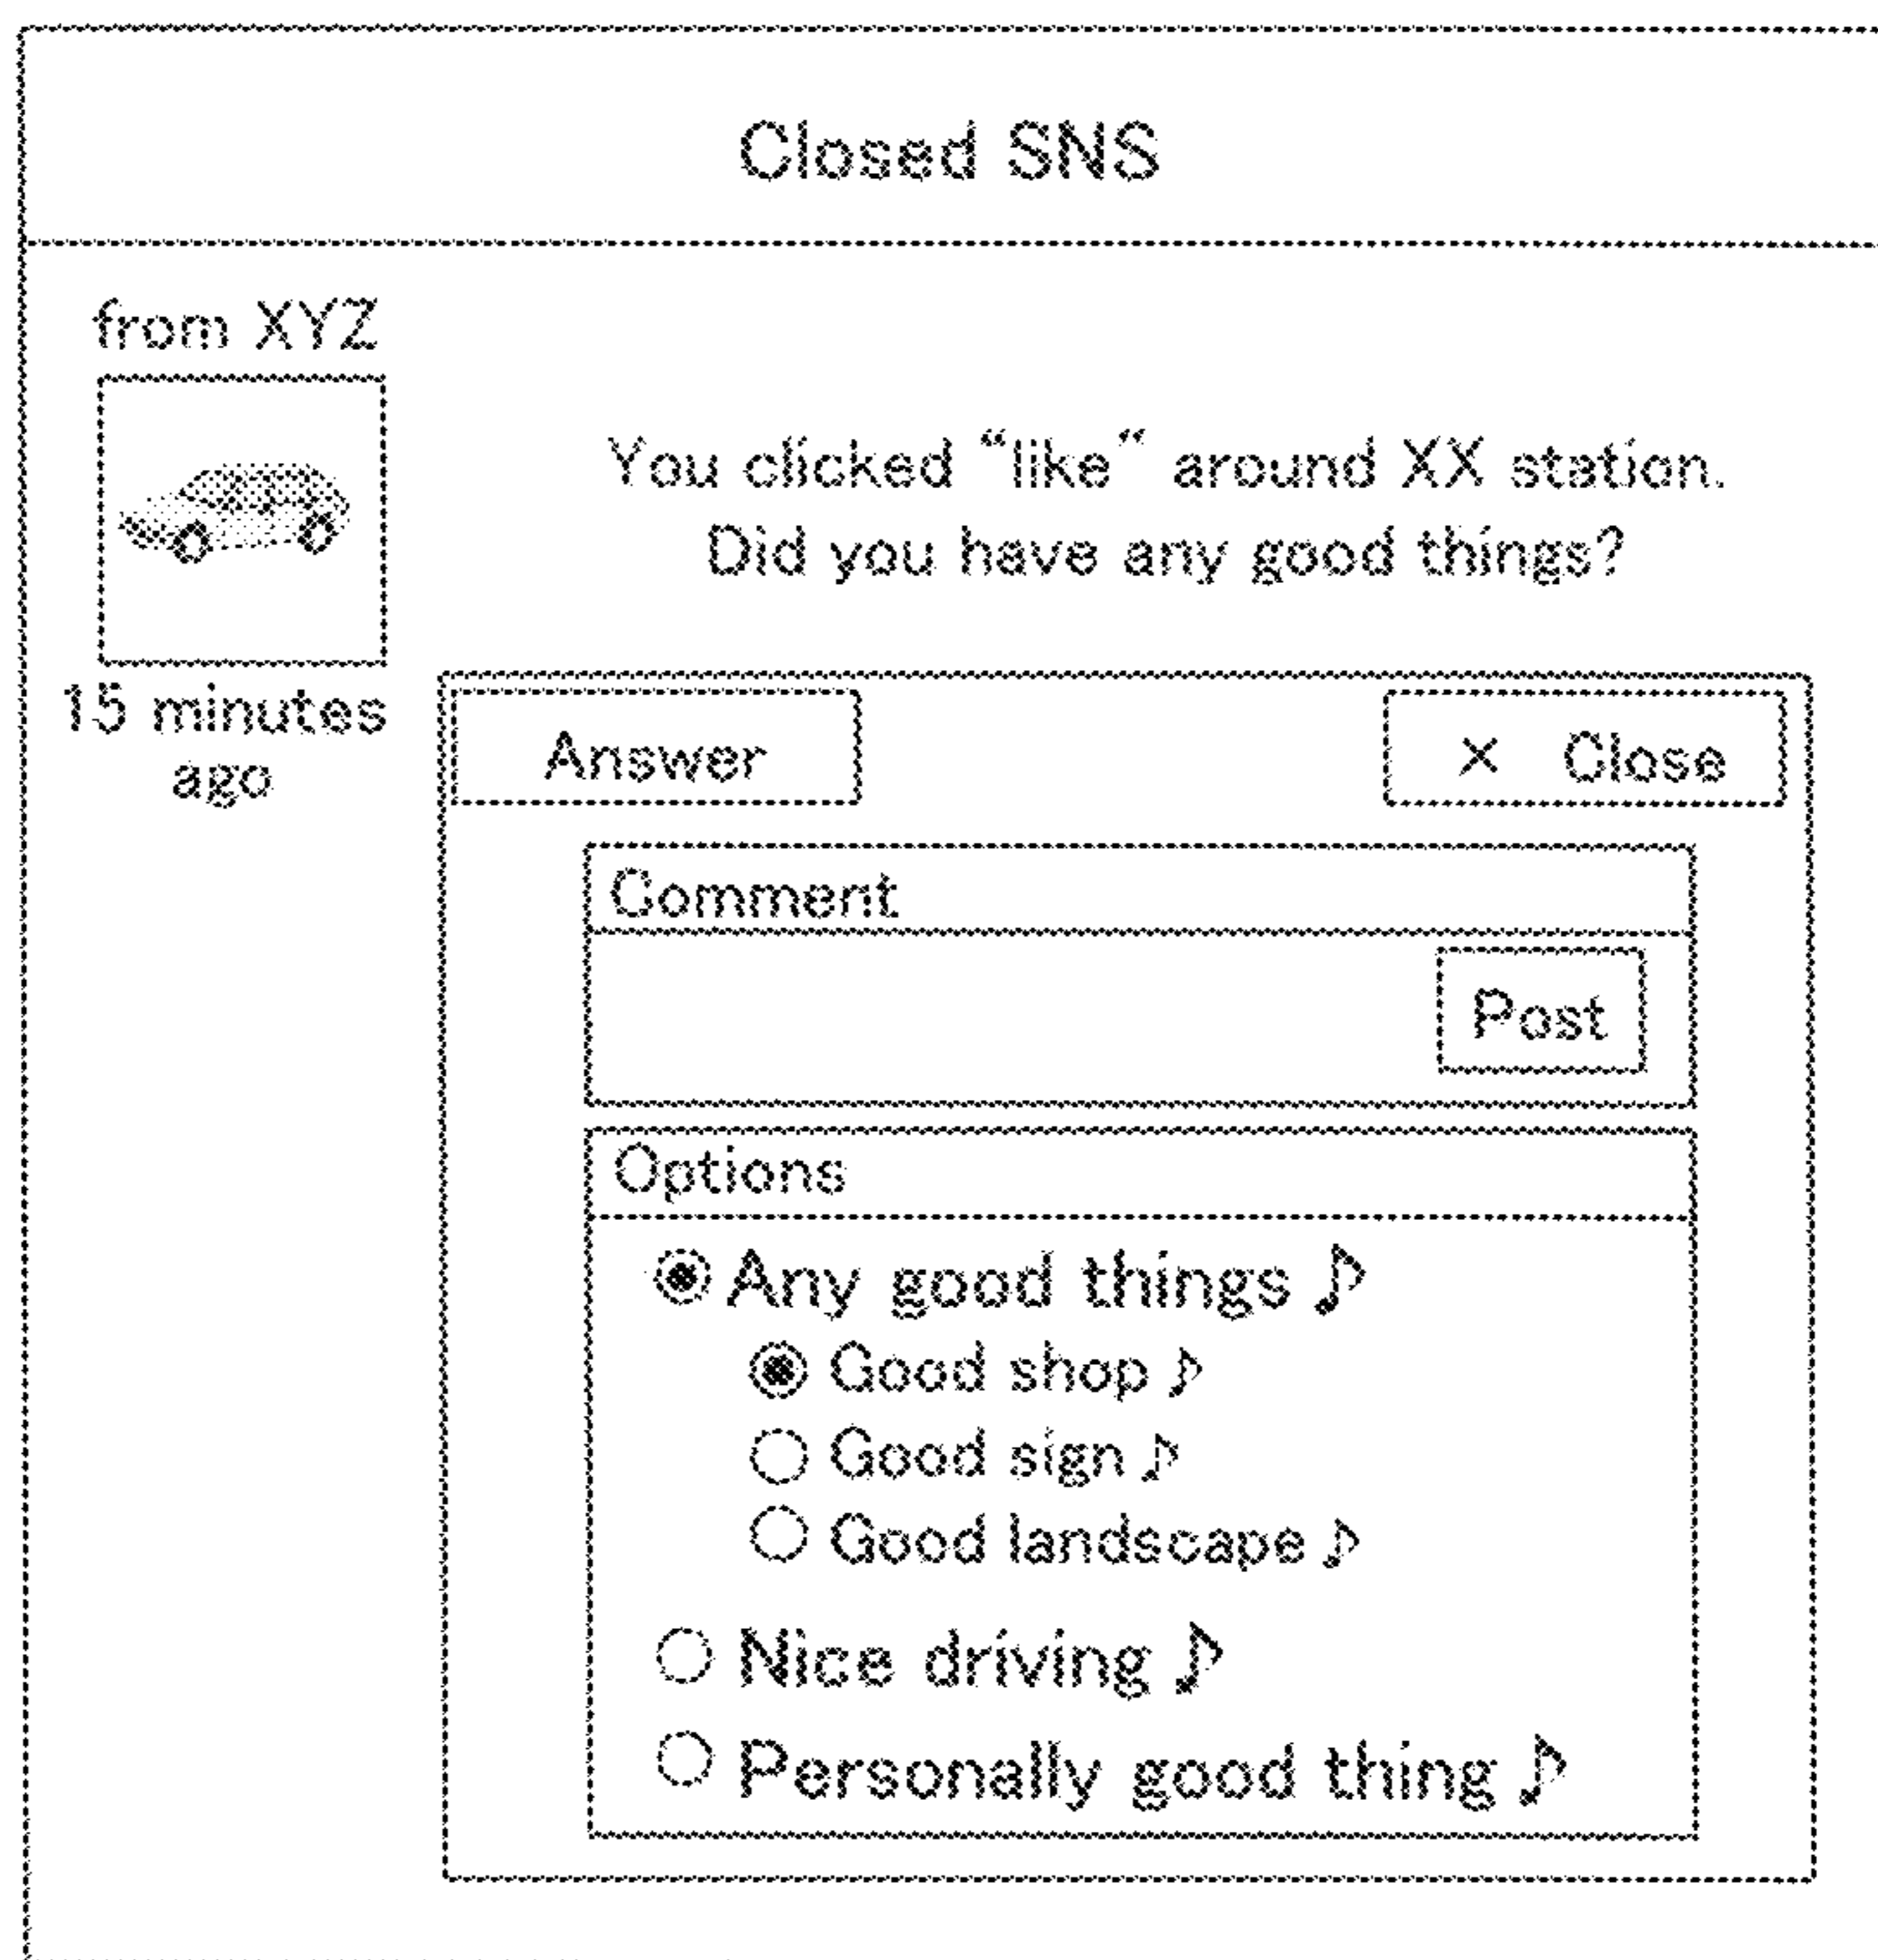 Closed SNS
from XYZ
15 minutes
ago
You clicked “like” around XX station.
Did you have any good things?
Answer
× Close
Comment
Post
Options
Any good things ♪
Good shop ♪
Good sign ♪
Good landscape ♪
Nice driving ♪
Personally good thing ♪